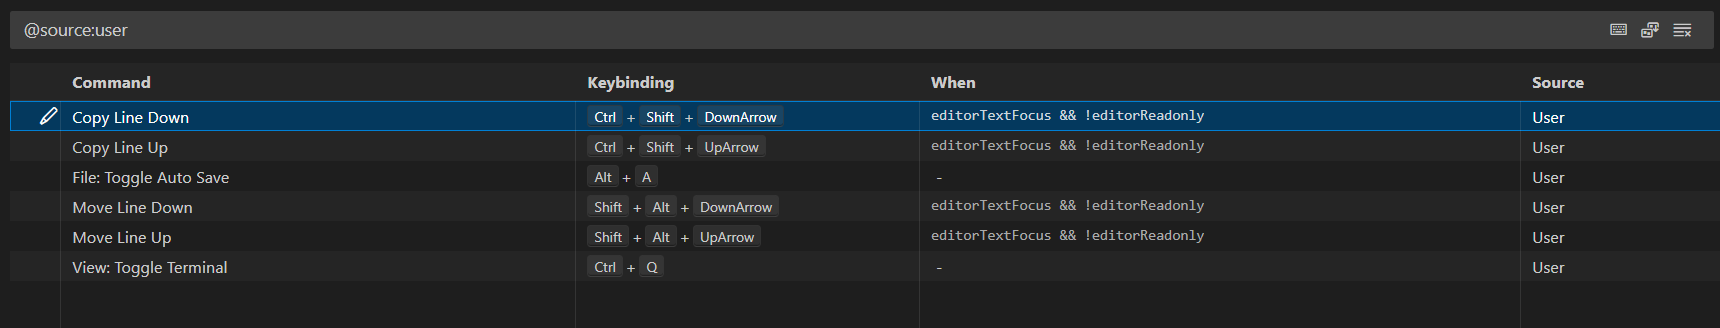 @source:user
Command Keybinding When Source
Copy Line Down Ctrl + Shift + DownArrow editorTextFocus && !editorReadonly User
Copy Line Up Ctrl + Shift + UpArrow editorTextFocus && !editorReadonly User
File: Toggle Auto Save Alt + A - User
Move Line Down Shift + Alt + DownArrow editorTextFocus && !editorReadonly User
Move Line Up Shift + Alt + UpArrow editorTextFocus && !editorReadonly User
View: Toggle Terminal Ctrl + Q - User